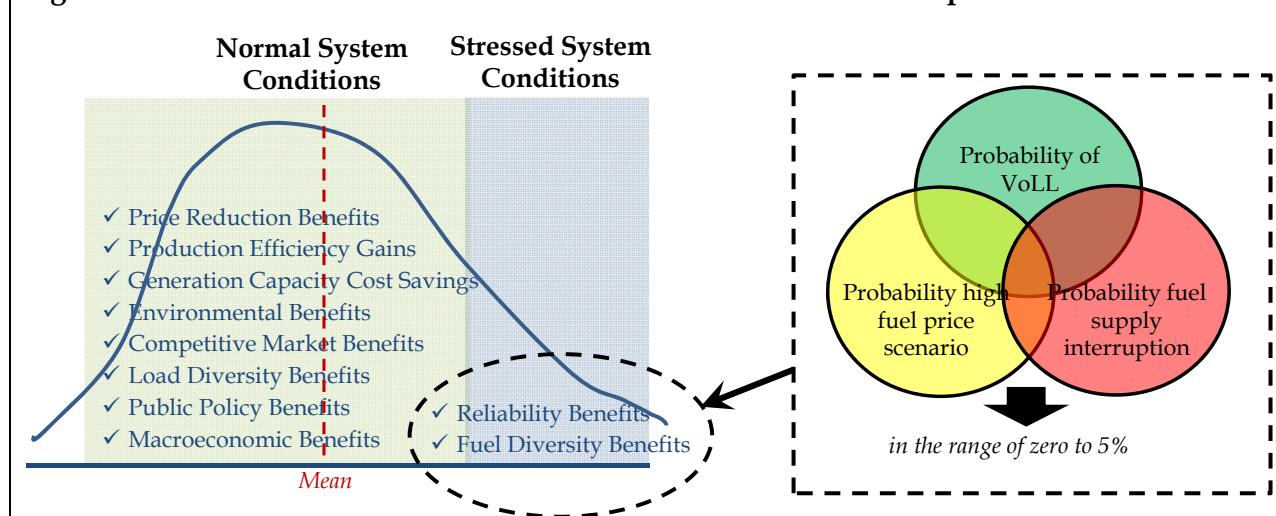 Normal System
Conditions
Stressed System
Conditions
✓ Price Reduction Benefits
✓ Production Efficiency Gains
✓ Generation Capacity Cost Savings
✓ Environmental Benefits
✓ Competitive Market Benefits
✓ Load Diversity Benefits
✓ Public Policy Benefits
✓ Macroeconomic Benefits
✓ Reliability Benefits
✓ Fuel Diversity Benefits
Mean
Probability of
VoLL
Probability high
fuel price
scenario
Probability fuel
supply
interruption
in the range of zero to 5%